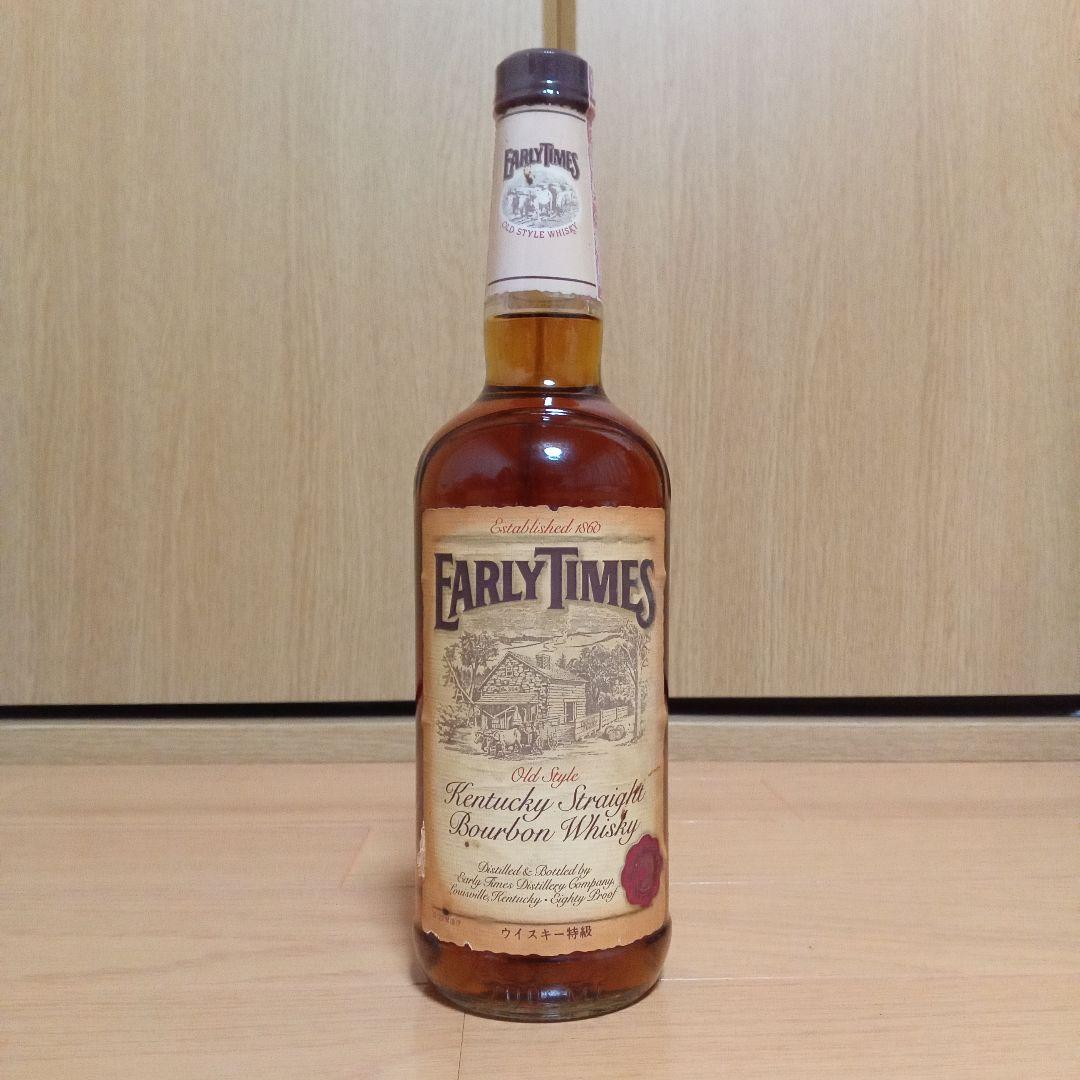 EARLY TIMES
OLD STYLE WHISKY
Established 1860
EARLY TIMES
Old Style
Kentucky Straight
Bourbon Whisky
Distilled & Bottled by
Early Times Distillery Company,
Louisville, Kentucky • Eighty Proof
ウイスキー特級